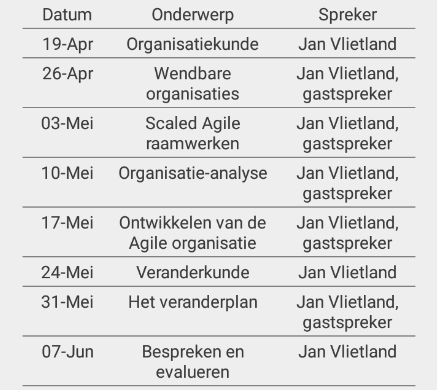 Datum Onderwerp Spreker
19-Apr Organisatiekunde Jan Vlietland
26-Apr Wendbare Jan Vlietland,
organisaties gastspreker
03-Mei Scaled Agile Jan Vlietland,
raamwerken gastspreker
10-Mei Organisatie-analyse Jan Vlietland,
gastspreker
17-Mei Ontwikkelen van de Jan Vlietland,
Agile organisatie gastspreker
24-Mei Veranderkunde Jan Vlietland
31-Mei Het veranderplan Jan Vlietland,
gastspreker
07-Jun Bespreken en Jan Vlietland
evalueren